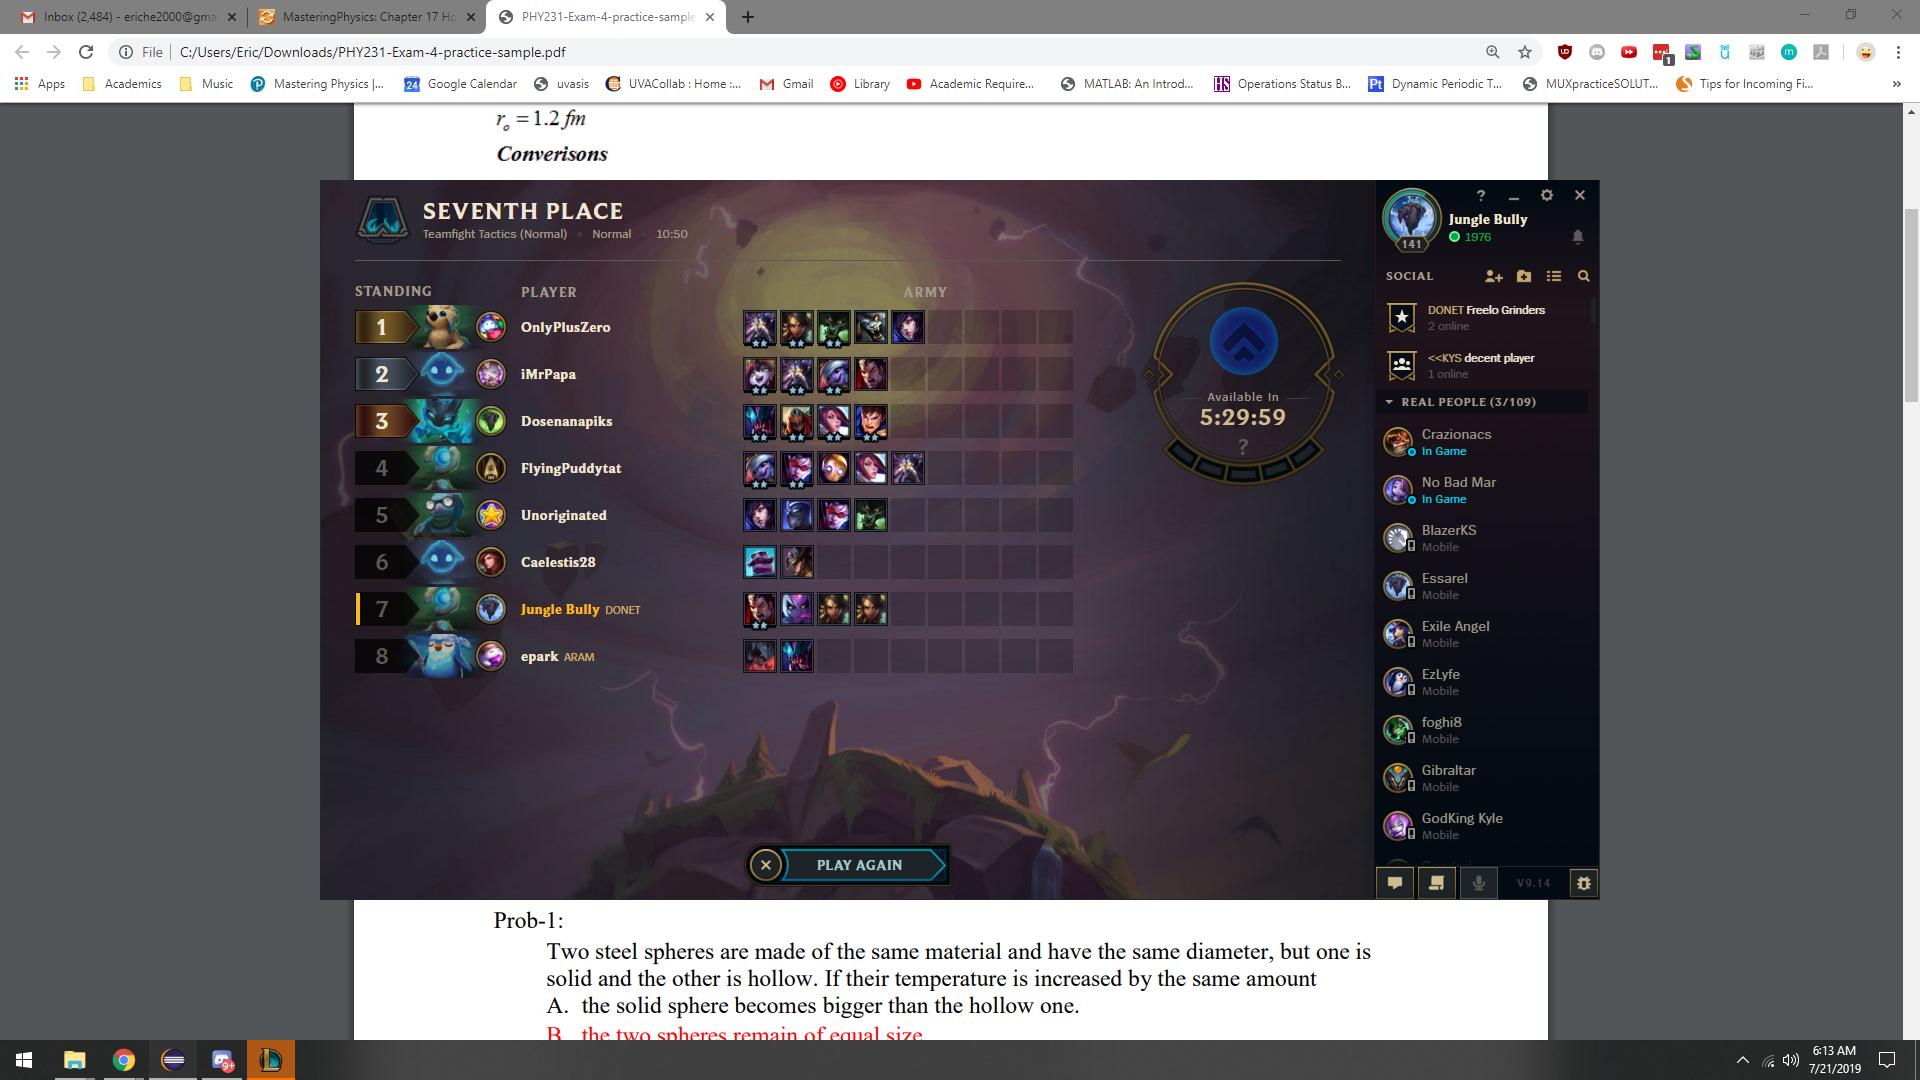 Inbox (2,484) - eriche2000@gma
MasteringPhysics: Chapter 17 Ho
PHY231-Exam-4-practice-sample
File C:/Users/Eric/Downloads/PHY231-Exam-4-practice-sample.pdf
1
Apps Academics Music Mastering Physics |... 24 Google Calendar uvasis UVACollab : Home :... Gmail Library Academic Require... MATLAB: An Introd... HS Operations Status B... Pt Dynamic Periodic T... MUXpracticeSOLUT... Tips for Incoming Fi... »
rₒ = 1.2 fm
Converisons
SEVENTH PLACE
Teamfight Tactics (Normal) • Normal 10:50
STANDING PLAYER ARMY
1 OnlyPlusZero
2 iMrPapa
3 Dosenanapiks
4 FlyingPuddytat
5 Unoriginated
6 Caelestis28
7 Jungle Bully DONET
8 epark ARAM
Available In
5:29:59
?
PLAY AGAIN
?
Jungle Bully
141 1976
SOCIAL
DONET Freelo Grinders
2 online
<<KYS decent player
1 online
REAL PEOPLE (3/109)
Crazionacs
In Game
No Bad Mar
In Game
BlazerKS
Mobile
Essarel
Mobile
Exile Angel
Mobile
EzLyfe
Mobile
foghi8
Mobile
Gibraltar
Mobile
GodKing Kyle
Mobile
V9.14
Prob-1:
Two steel spheres are made of the same material and have the same diameter, but one is
solid and the other is hollow. If their temperature is increased by the same amount
A. the solid sphere becomes bigger than the hollow one.
B. the two spheres remain of equal size
9+
6:13 AM
7/21/2019